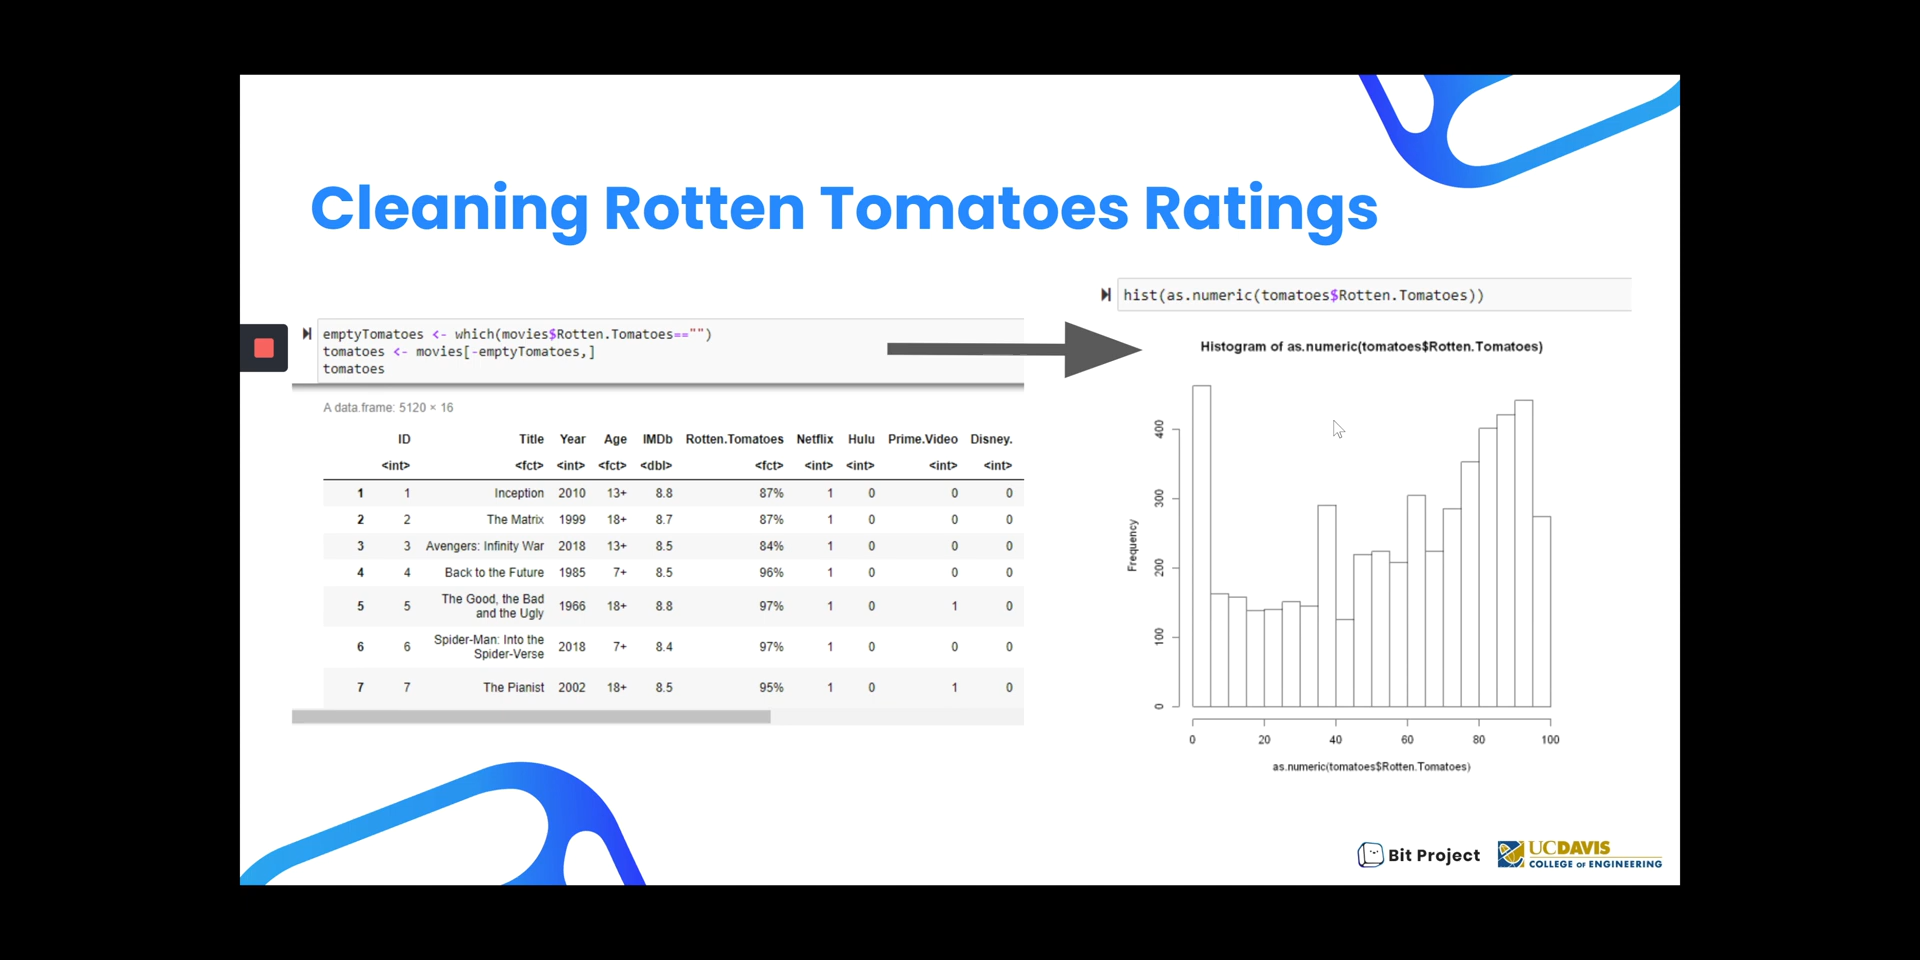 Cleaning Rotten Tomatoes Ratings
emptyTomatoes <- which(movies$Rotten.Tomatoes=="")
tomatoes <- movies[-emptyTomatoes,]
tomatoes
A data.frame: 5120 × 16
ID Title Year Age IMDb Rotten.Tomatoes Netflix Hulu Prime.Video Disney.
<int> <fct> <int> <fct> <dbl> <fct> <int> <int> <int> <int>
1 1 Inception 2010 13+ 8.8 87% 1 0 0 0
2 2 The Matrix 1999 18+ 8.7 87% 1 0 0 0
3 3 Avengers: Infinity War 2018 13+ 8.5 84% 1 0 0 0
4 4 Back to the Future 1985 7+ 8.5 96% 1 0 0 0
5 5 The Good, the Bad
and the Ugly 1966 18+ 8.8 97% 1 0 1 0
6 6 Spider-Man: Into the
Spider-Verse 2018 7+ 8.4 97% 1 0 0 0
7 7 The Pianist 2002 18+ 8.5 95% 1 0 1 0
hist(as.numeric(tomatoes$Rotten.Tomatoes))
Histogram of as.numeric(tomatoes$Rotten.Tomatoes)
Frequency
400
300
200
100
0
0 20 40 60 80 100
as.numeric(tomatoes$Rotten.Tomatoes)
Bit Project
UCDAVIS
COLLEGE OF ENGINEERING